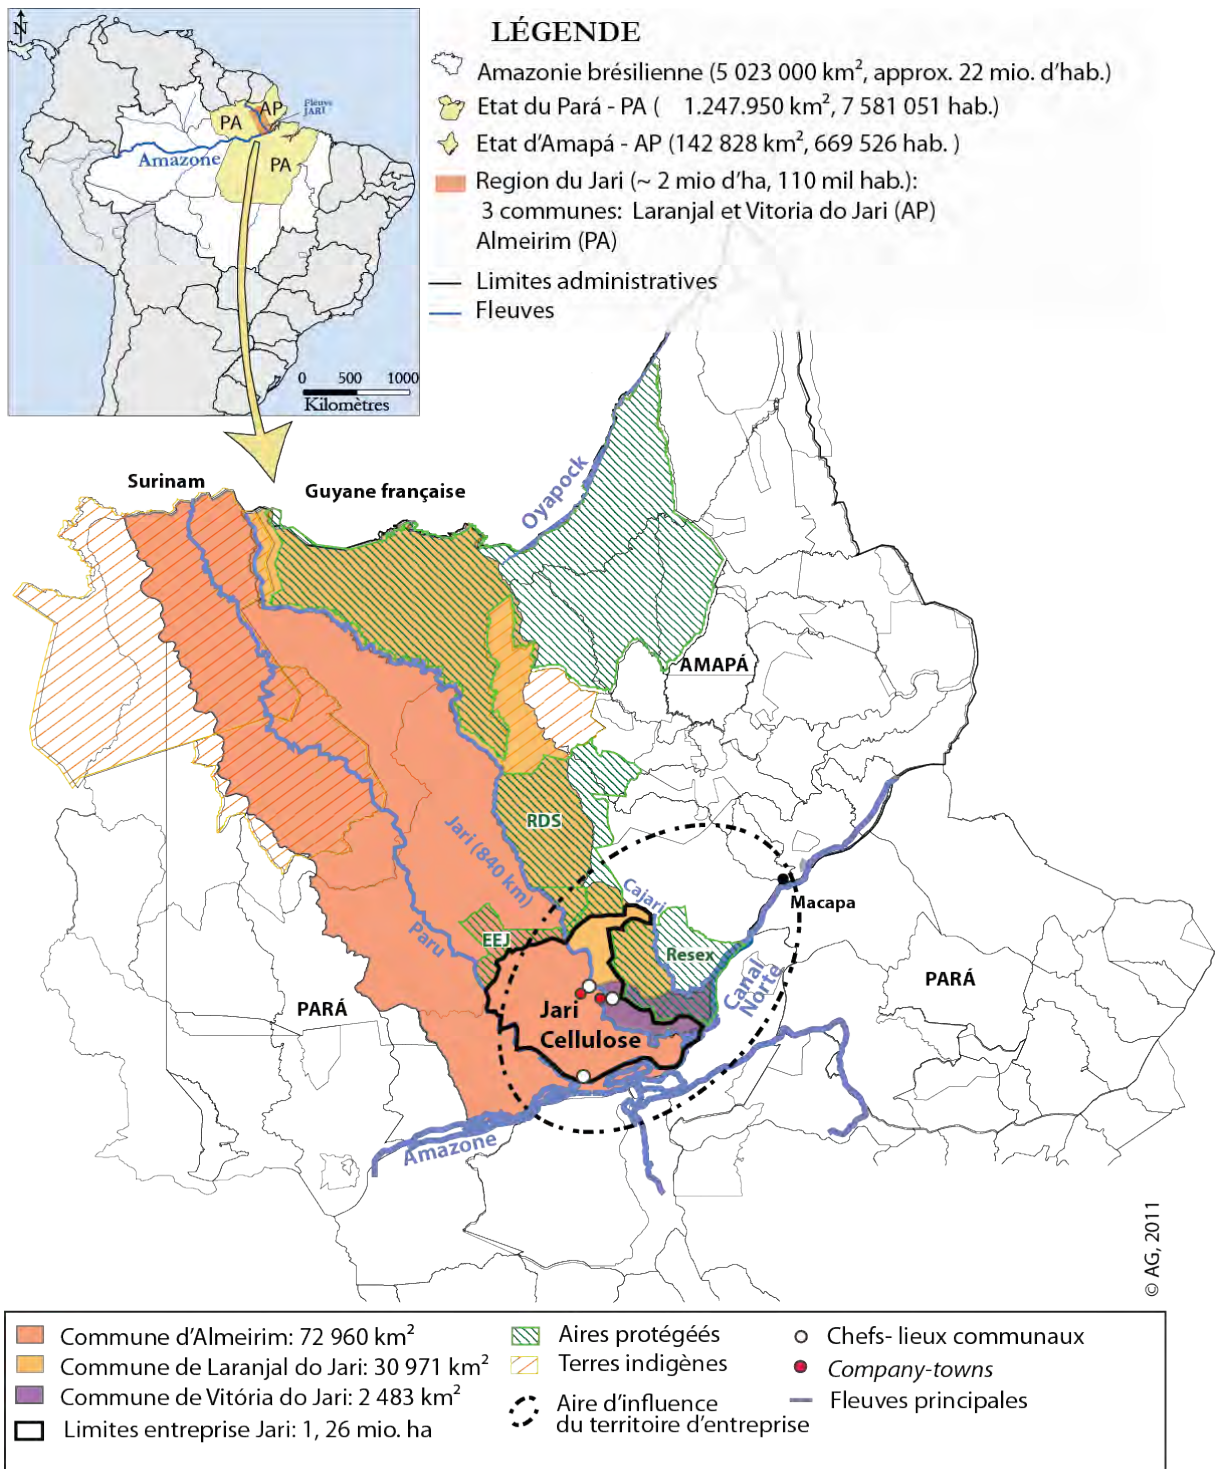 N
LÉGENDE
Amazonie brésilienne (5 023 000 km², approx. 22 mio. d'hab.)
Etat du Pará - PA ( 1.247.950 km², 7 581 051 hab.)
Etat d'Amapá - AP (142 828 km², 669 526 hab. )
Region du Jari (~ 2 mio d'ha, 110 mil hab.):
3 communes: Laranjal et Vitoria do Jari (AP)
Almeirim (PA)
Limites administratives
Fleuves
AP
Fleuve
JARI
PA
Amazone
PA
0 500 1000
Kilomètres
Surinam
Guyane française
Oyapock
AMAPÁ
RDS
Jari (840 km)
Cajari
Macapa
Paru
EEJ
Resex
Canal
Norte
PARÁ
PARÁ
Jari
Cellulose
Amazone
© AG, 2011
Commune d'Almeirim: 72 960 km²
Commune de Laranjal do Jari: 30 971 km²
Commune de Vitória do Jari: 2 483 km²
Limites entreprise Jari: 1, 26 mio. ha
Aires protégéés
Terres indigènes
Aire d'influence
du territoire d'entreprise
Chefs- lieux communaux
Company-towns
Fleuves principales